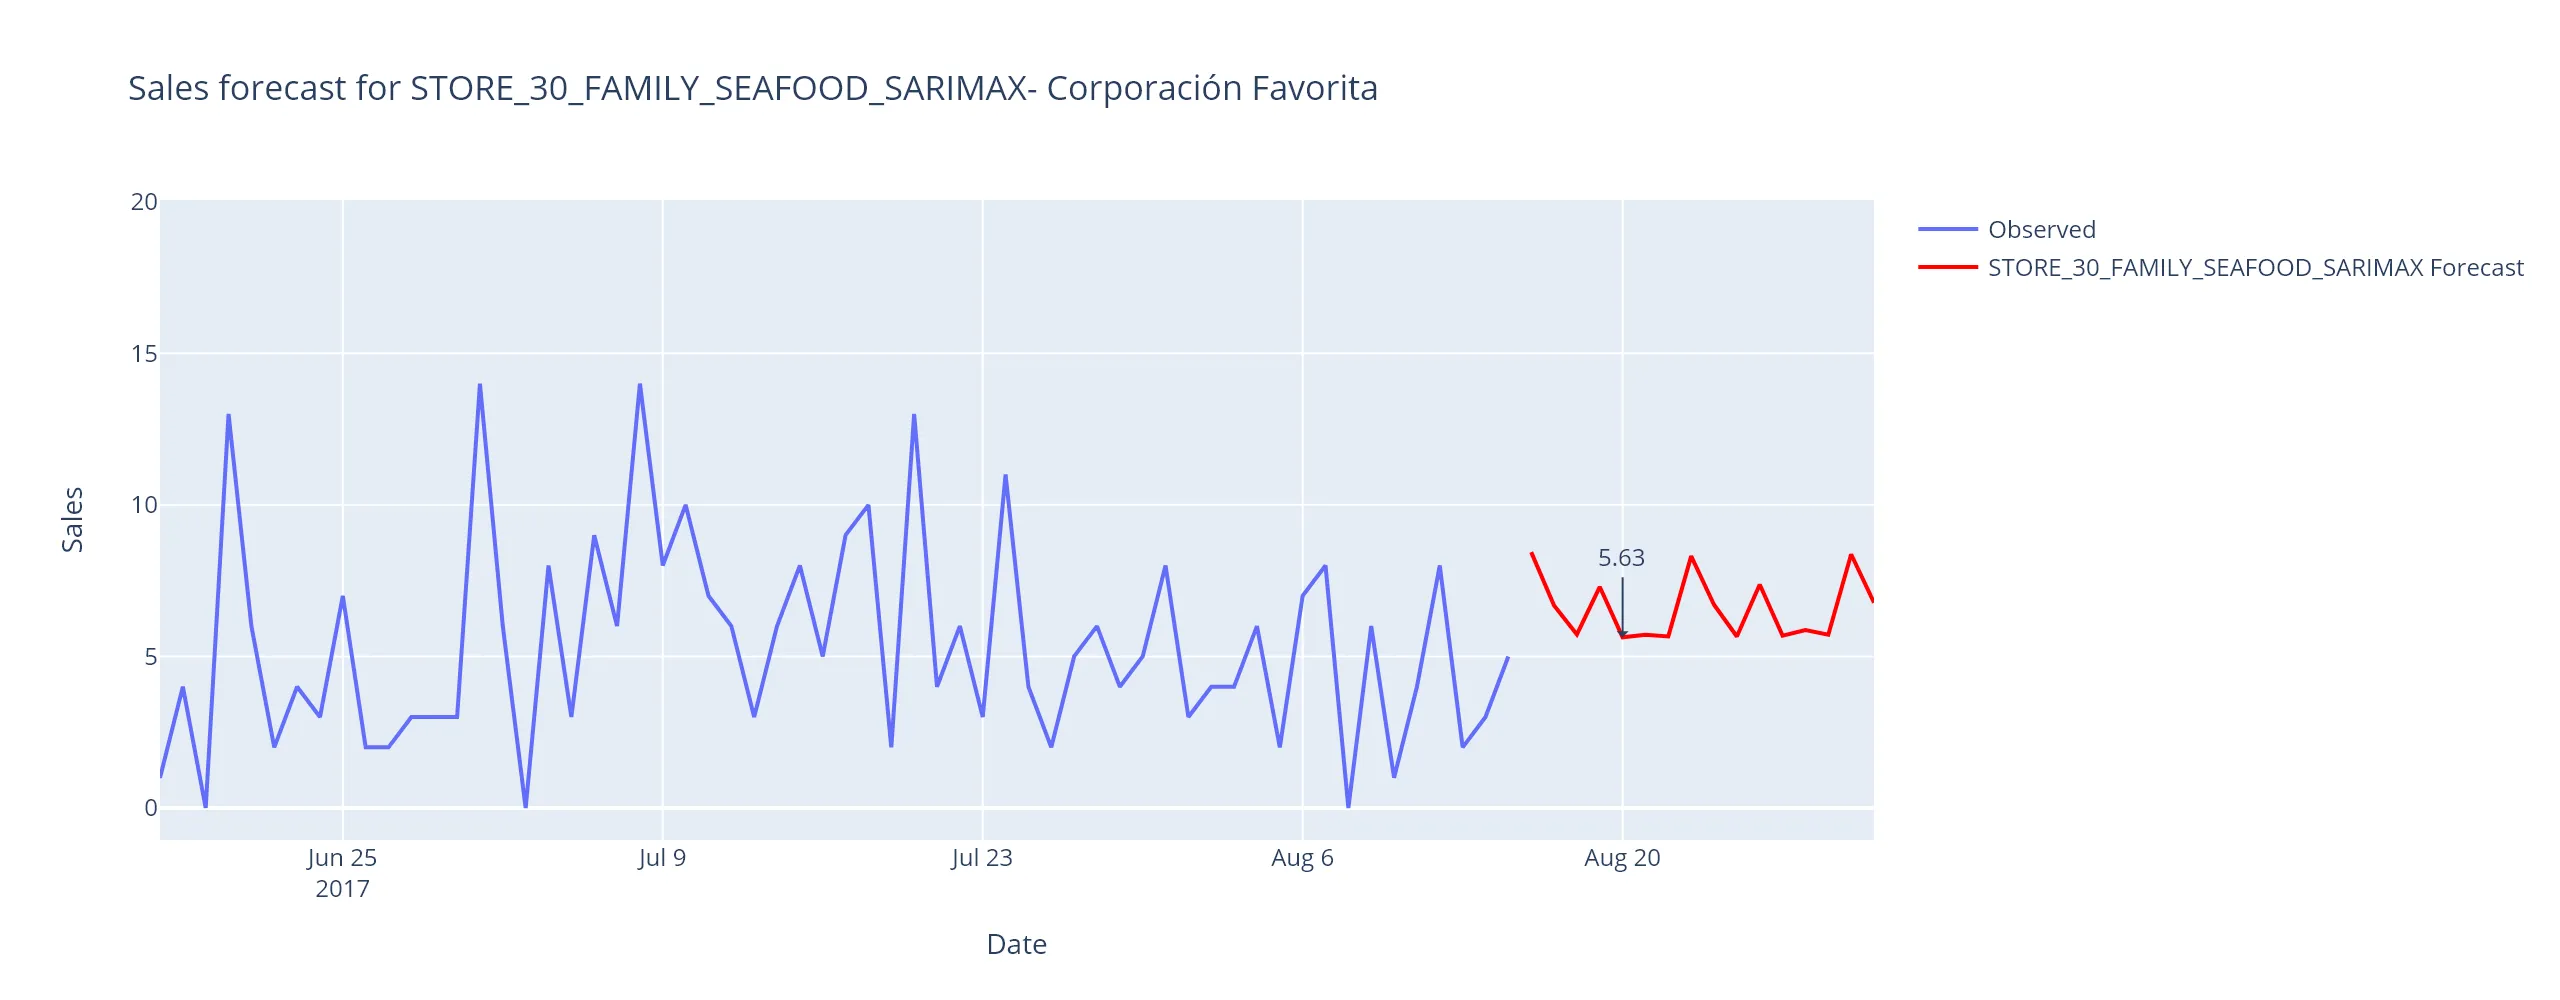 Sales forecast for STORE_30_FAMILY_SEAFOOD_SARIMAX- Corporación Favorita
20
15
10
5
0
Sales
5.63
Jun 25
2017
Jul 9
Jul 23
Aug 6
Aug 20
Date
Observed
STORE_30_FAMILY_SEAFOOD_SARIMAX Forecast